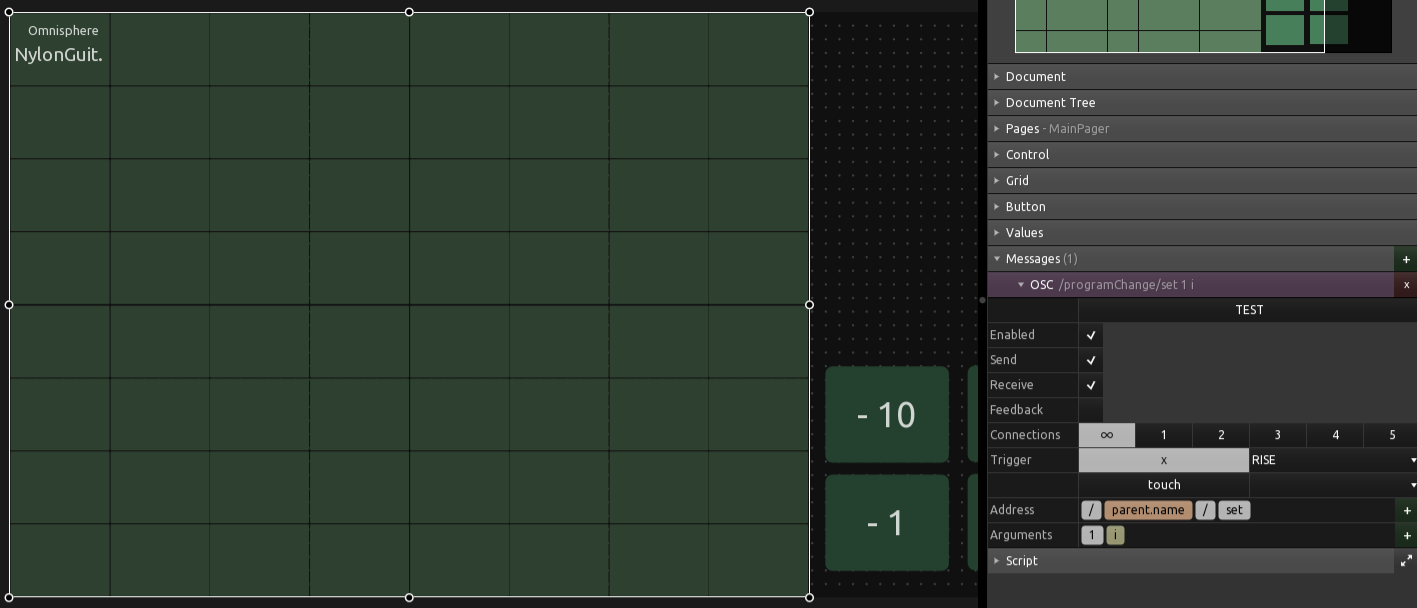 Omnisphere
NylonGuit.
- 10
- 1
Document
Document Tree
Pages - MainPager
Control
Grid
Button
Values
Messages (1)
+
OSC /programChange/set 1 i
x
TEST
Enabled
Send
Receive
Feedback
Connections ∞ 1 2 3 4 5
Trigger x RISE
touch
Address / parent.name / set +
Arguments 1 i +
Script